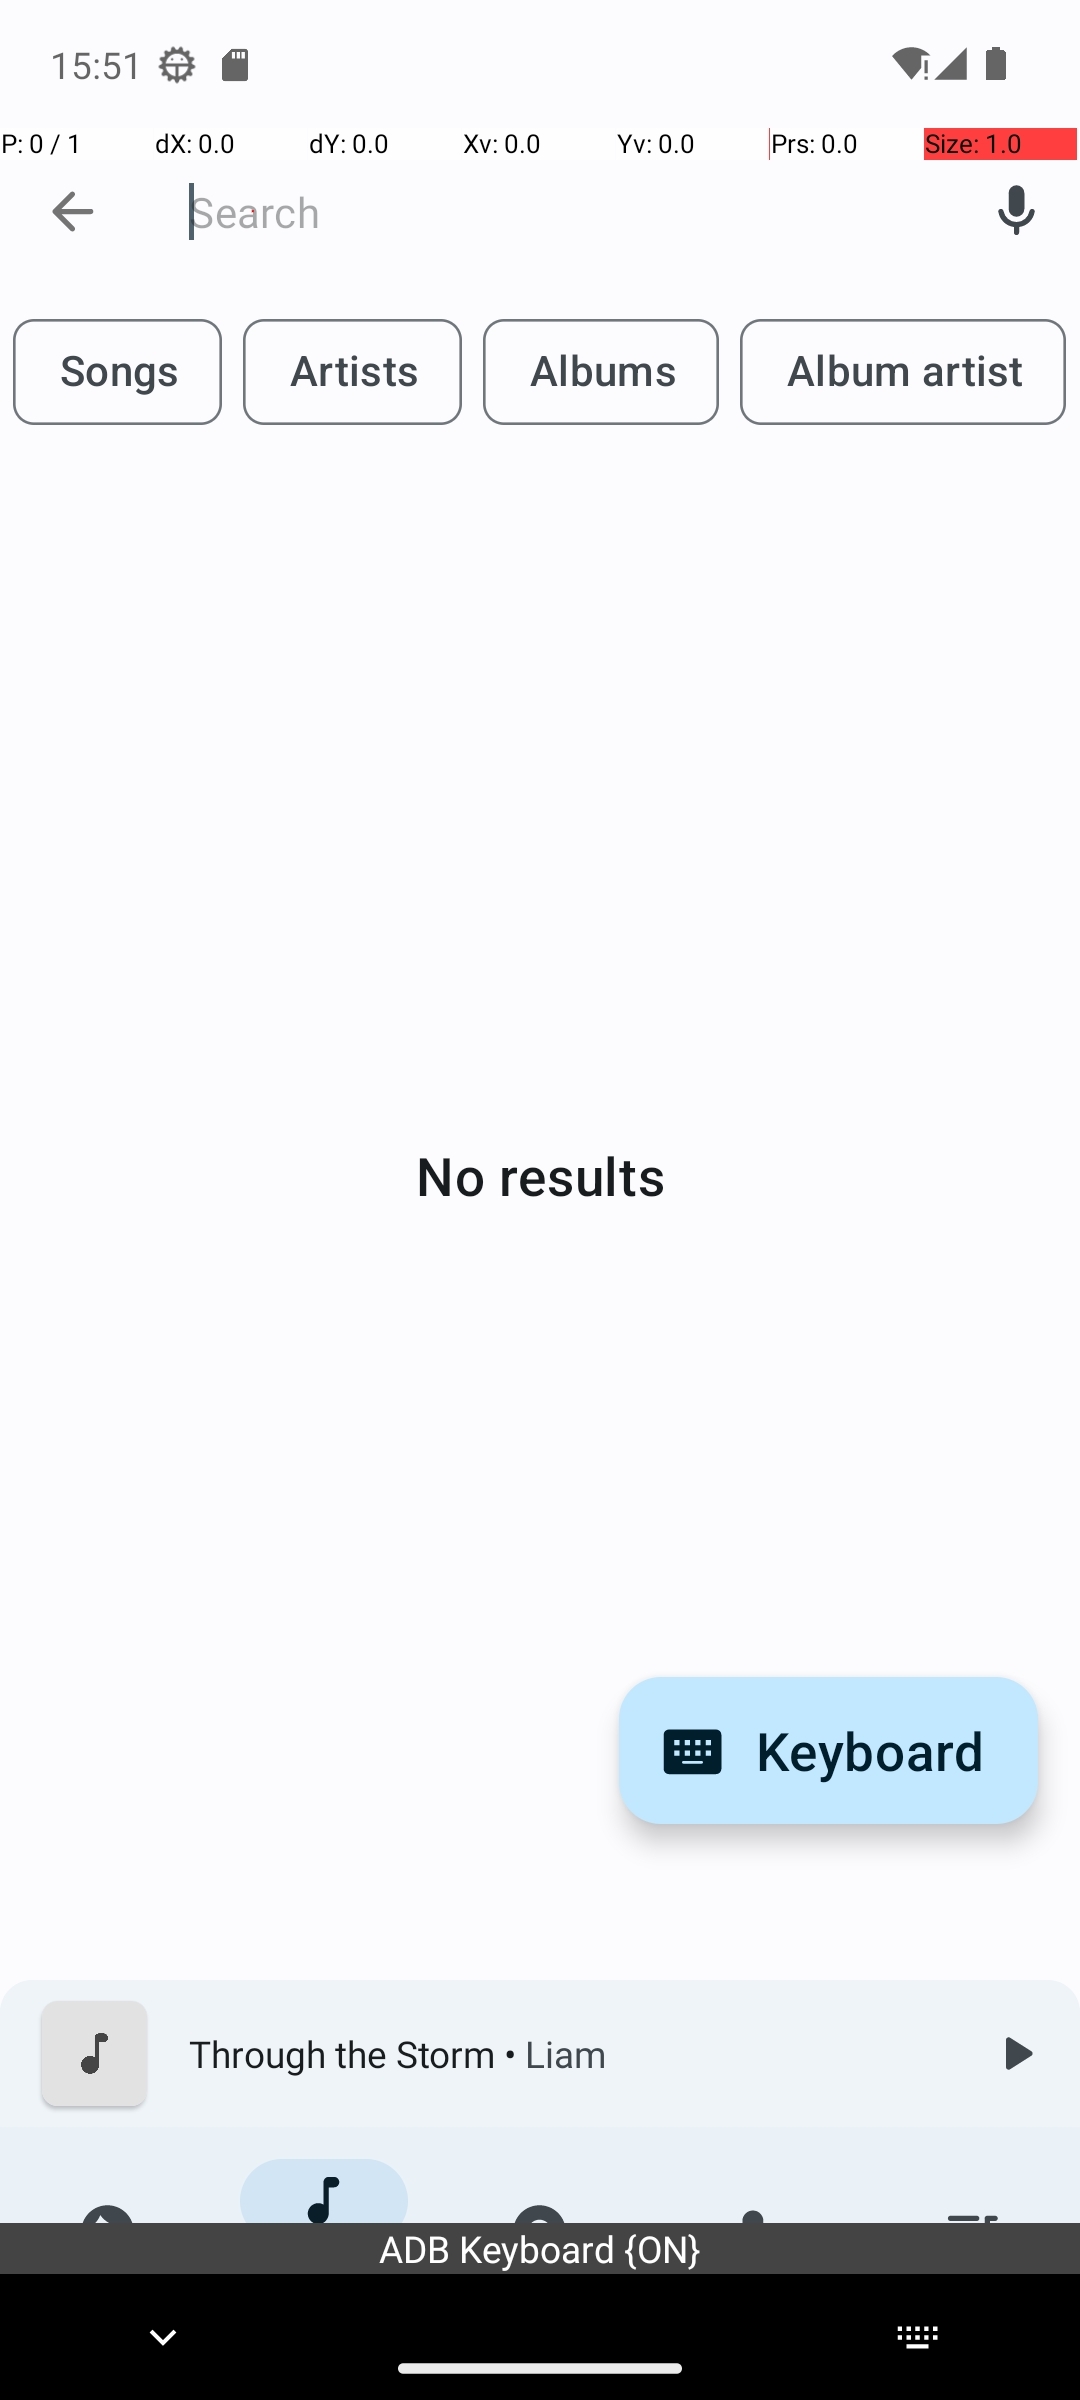 15:51
P: 0 / 1 dX: 0.0 dY: 0.0 Xv: 0.0 Yv: 0.0 Prs: 0.0 Size: 1.0
Search
Songs Artists Albums Album artist
No results
Keyboard
Through the Storm • Liam
ADB Keyboard {ON}